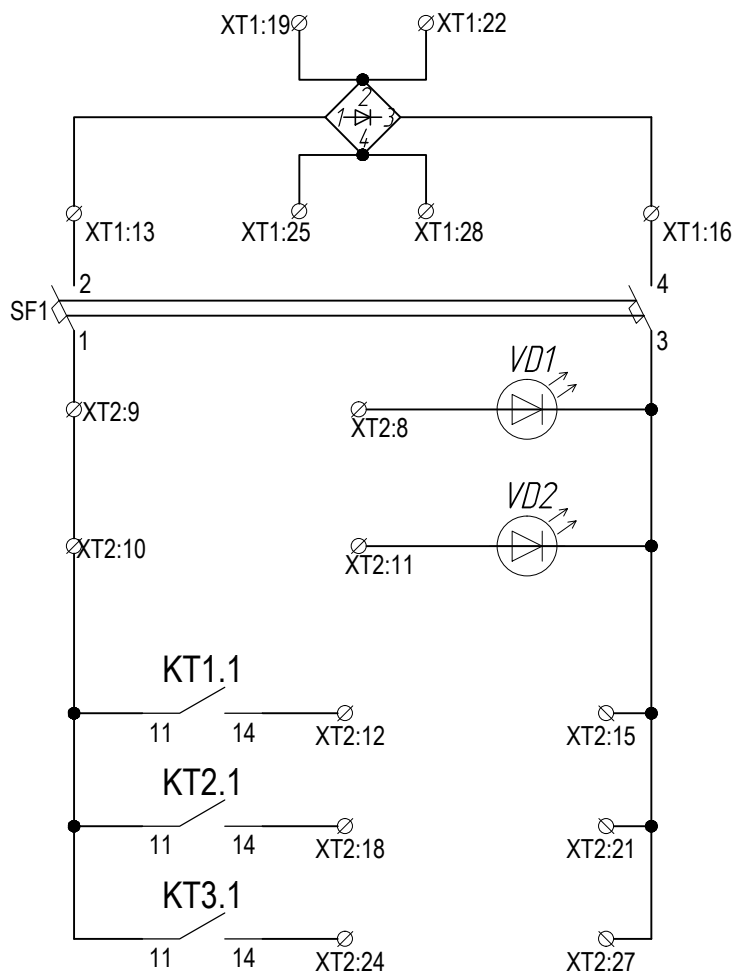 XT1:19
XT1:22
2
1
3
4
XT1:13
XT1:25
XT1:28
XT1:16
2
4
SF1
1
3
VD1
XT2:9
XT2:8
VD2
XT2:10
XT2:11
KT1.1
11
14
XT2:12
XT2:15
KT2.1
11
14
XT2:18
XT2:21
KT3.1
11
14
XT2:24
XT2:27